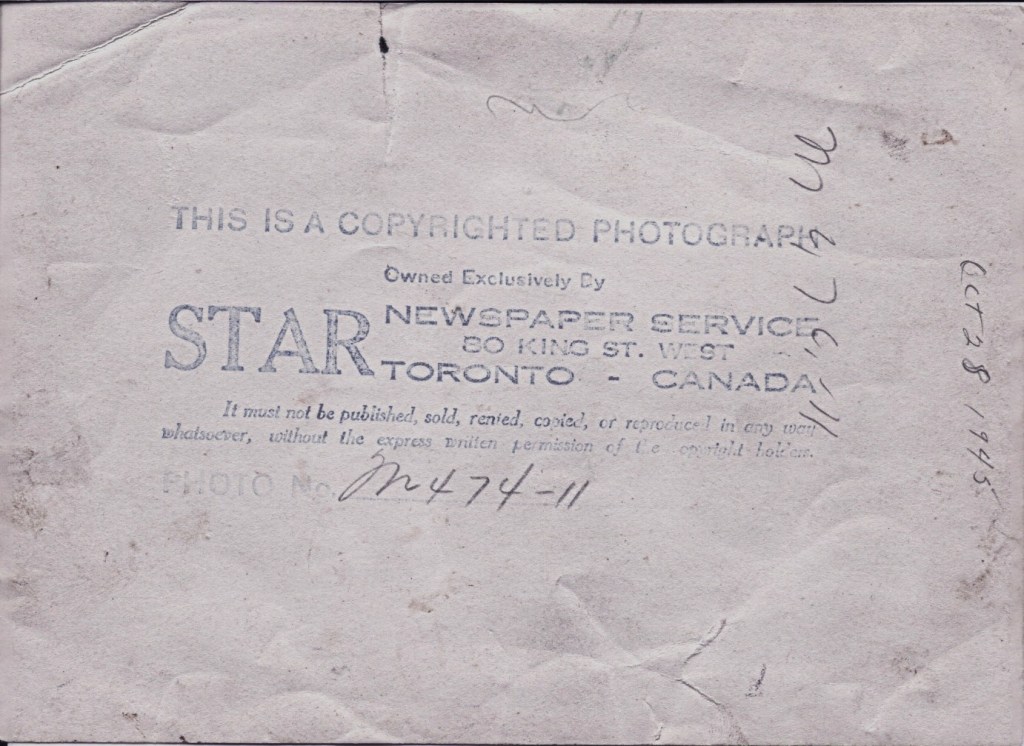 THIS IS A COPYRIGHTED PHOTOGRAPH
Owned Exclusively By
STAR NEWSPAPER SERVICE
80 KING ST. WEST
TORONTO - CANADA
It must not be published, sold, rented, copied, or reproduced in any way
whatsoever, without the express written permission of the copyright holders.
PHOTO No. M474-11
OCT 28 1945